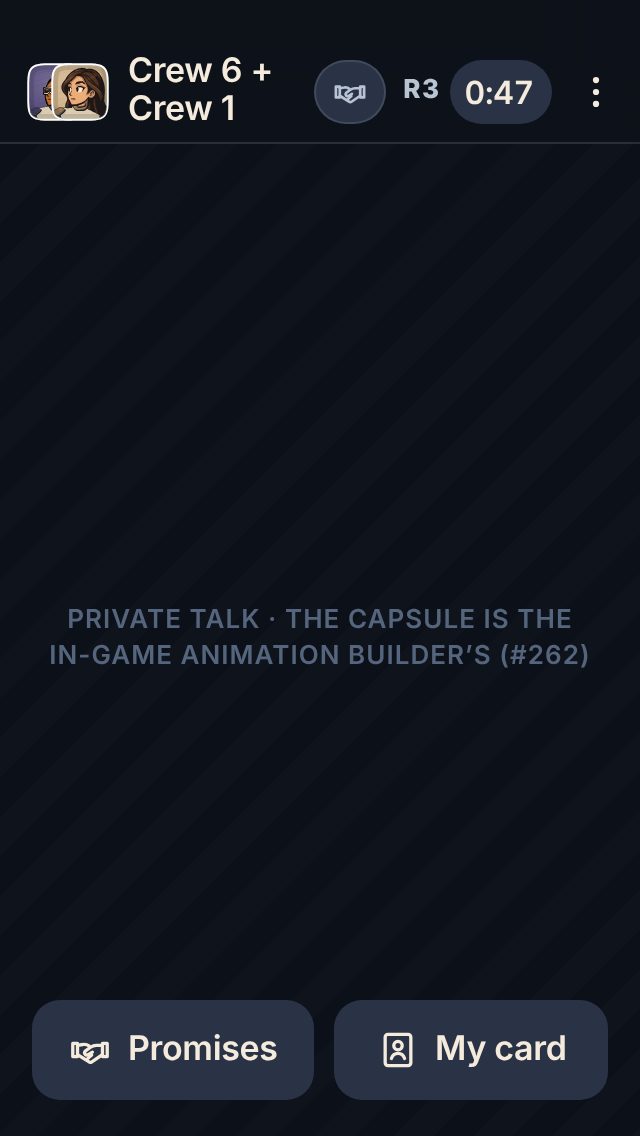 Crew 6 +
Crew 1
R3
0:47
PRIVATE TALK · THE CAPSULE IS THE
IN-GAME ANIMATION BUILDER’S (#262)
Promises
My card